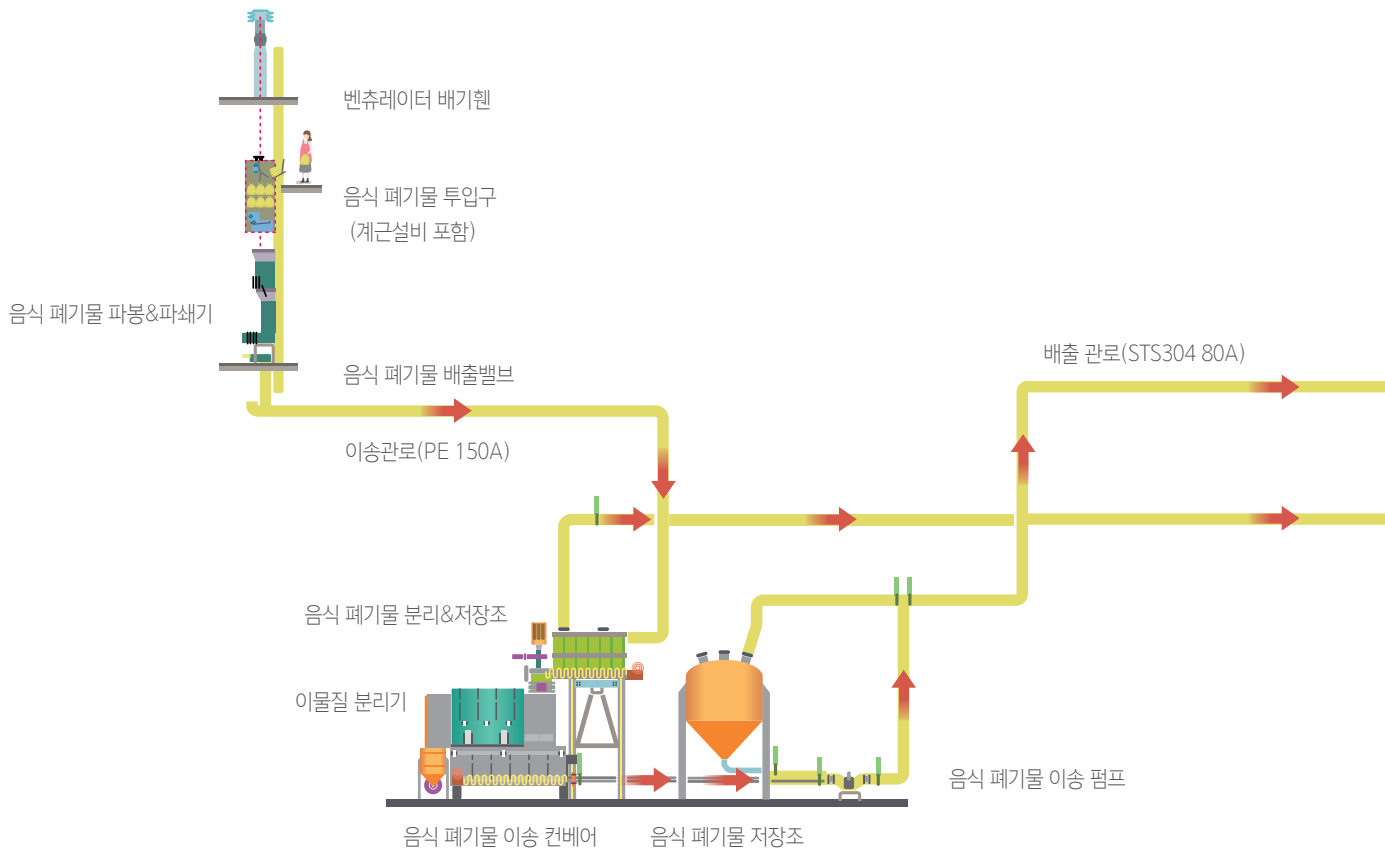 벤츄레이터 배기휀
음식 폐기물 투입구
(계근설비 포함)
음식 폐기물 파봉&파쇄기
배출 관로(STS304 80A)
음식 폐기물 배출밸브
이송관로(PE 150A)
음식 폐기물 분리&저장조
이물질 분리기
음식 폐기물 이송 펌프
음식 폐기물 이송 컨베어
음식 폐기물 저장조